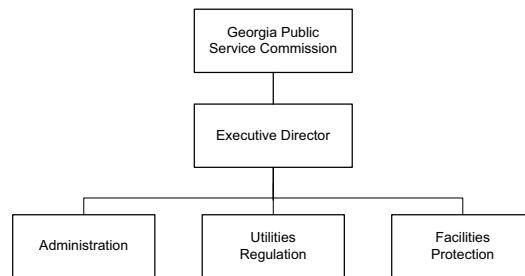 Georgia Public
Service Commission
Executive Director
Administration
Utilities
Regulation
Facilities
Protection